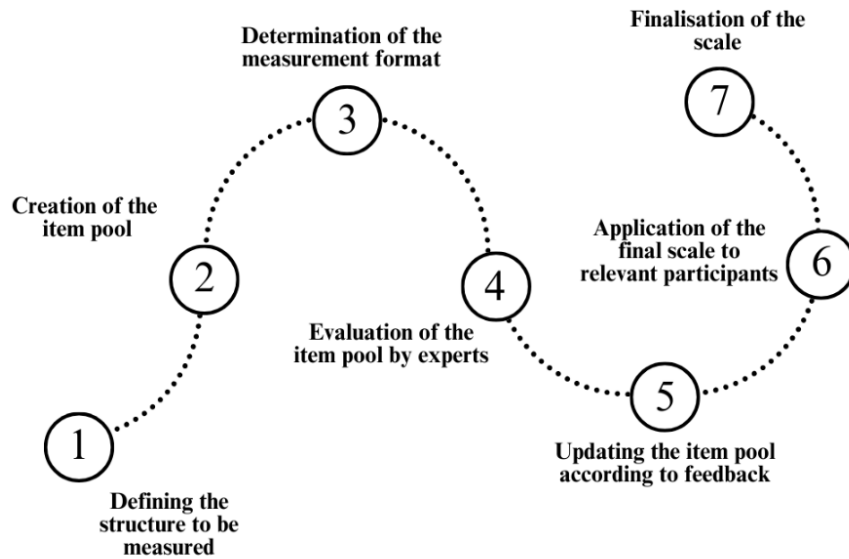 1
Defining the
structure to be
measured
2
Creation of the
item pool
3
Determination of the
measurement format
4
Evaluation of the
item pool by experts
5
Updating the item pool
according to feedback
6
Application of the
final scale to
relevant participants
7
Finalisation of the
scale